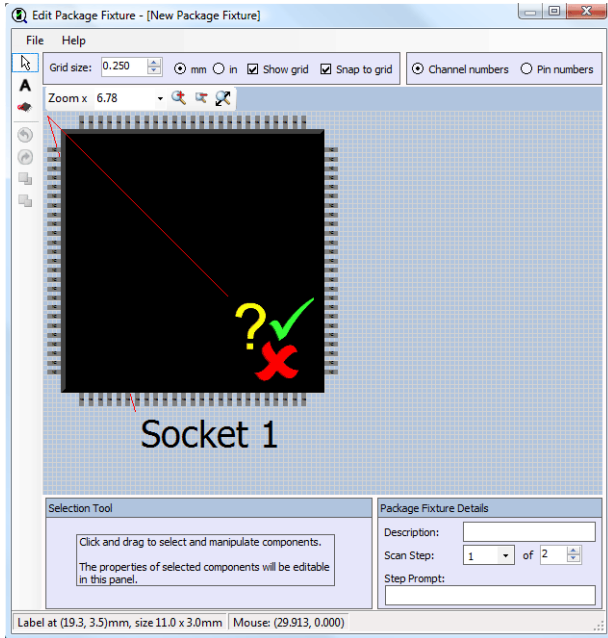 Edit Package Fixture - [New Package Fixture]
File Help
Grid size: 0.250 mm in Show grid Snap to grid Channel numbers Pin numbers
A
Zoom x 6.78
?
Socket 1
Selection Tool
Click and drag to select and manipulate components.
The properties of selected components will be editable
in this panel.
Package Fixture Details
Description:
Scan Step: 1 of 2
Step Prompt:
Label at (19.3, 3.5)mm, size 11.0 x 3.0mm Mouse: (29.913, 0.000)